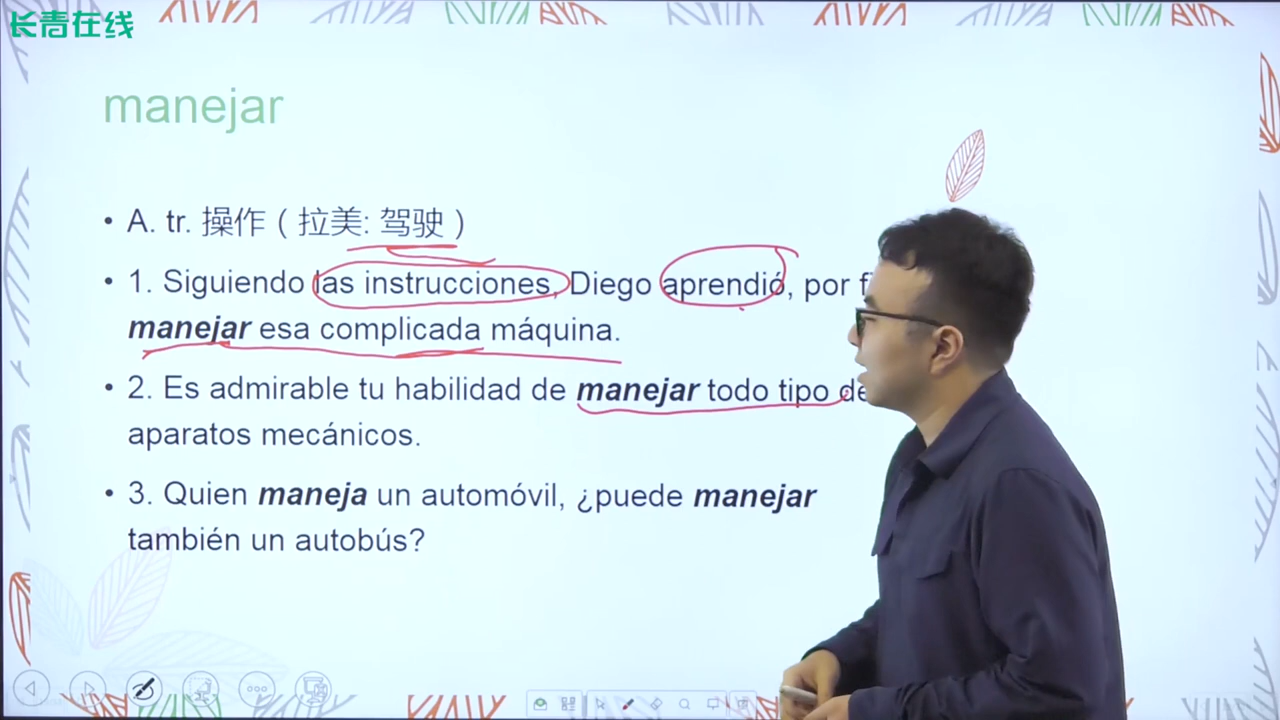 长青在线
manejar
• A. tr. 操作（拉美: 驾驶）
• 1. Siguiendo las instrucciones, Diego aprendió, por
manejar esa complicada máquina.
• 2. Es admirable tu habilidad de manejar todo tipo de
aparatos mecánicos.
• 3. Quien maneja un automóvil, ¿puede manejar
también un autobús?